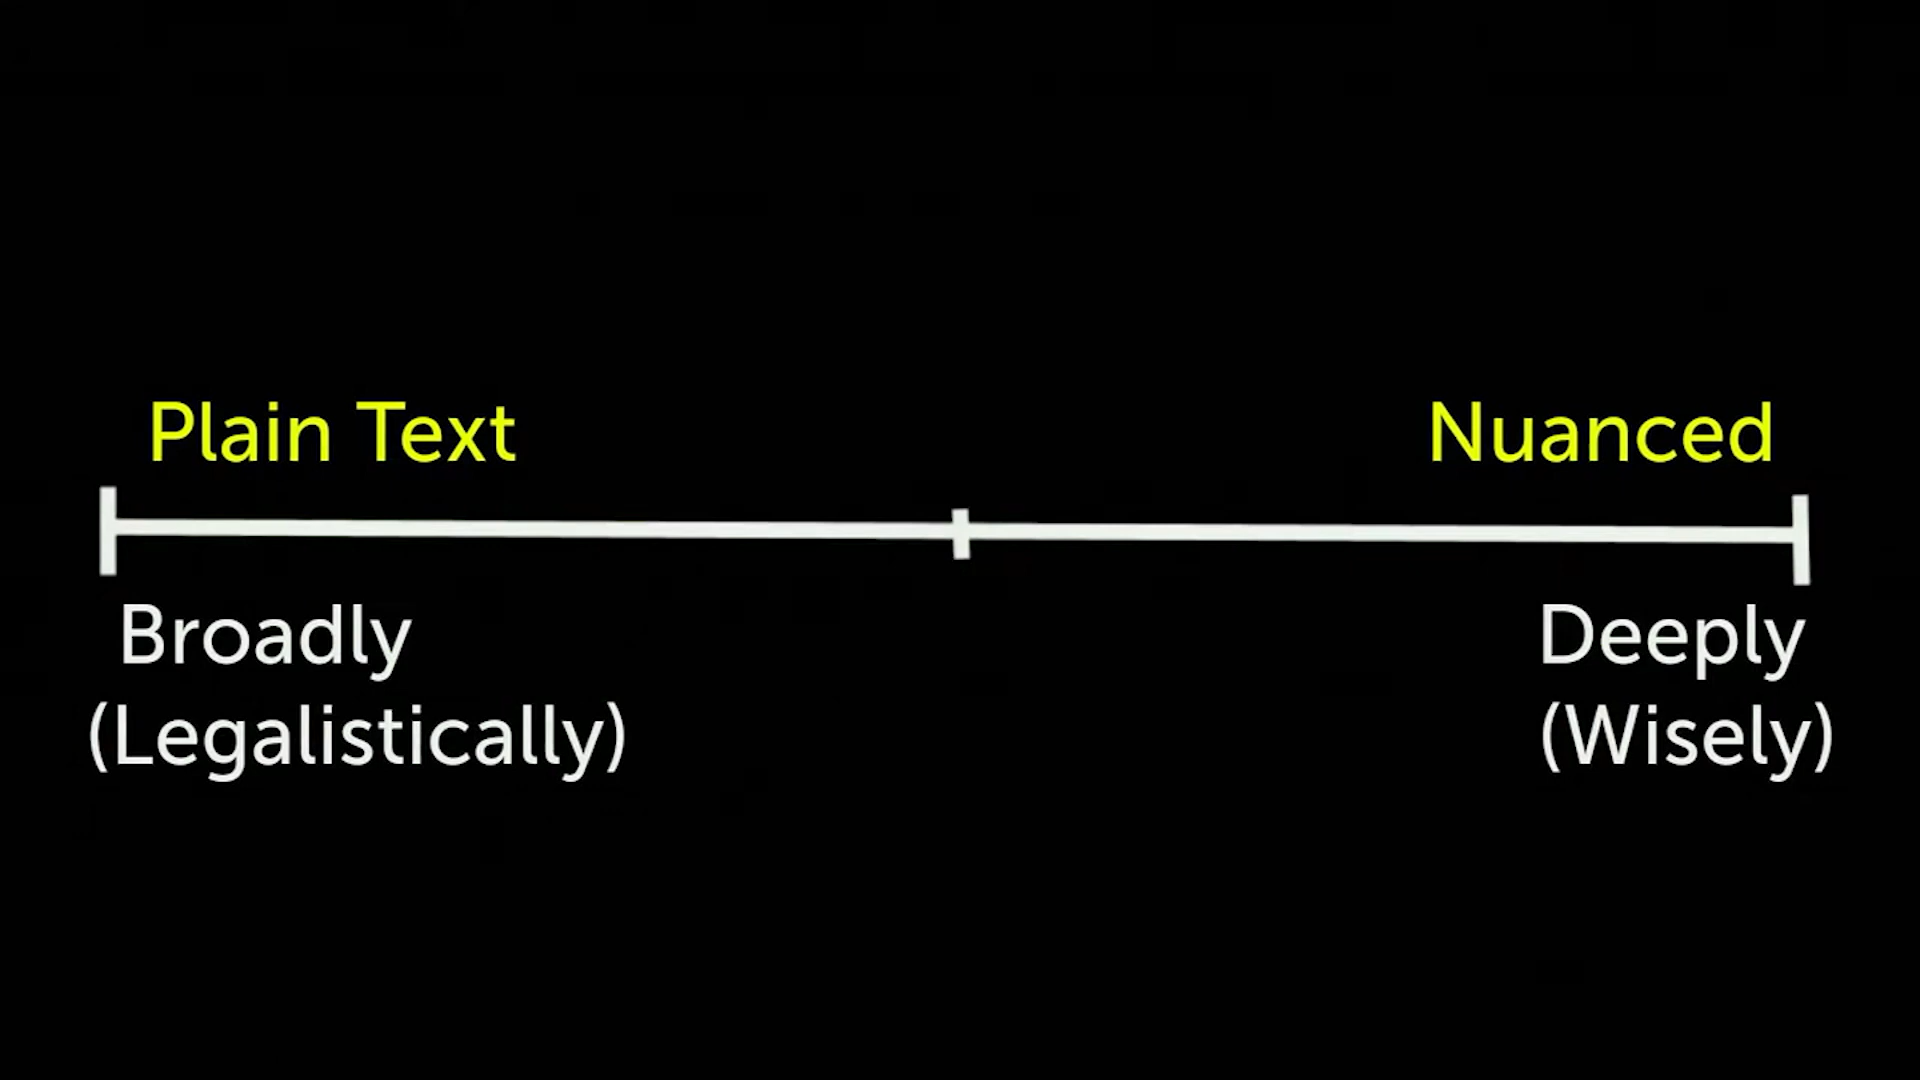 Plain Text
Nuanced
Broadly
(Legalistically)
Deeply
(Wisely)